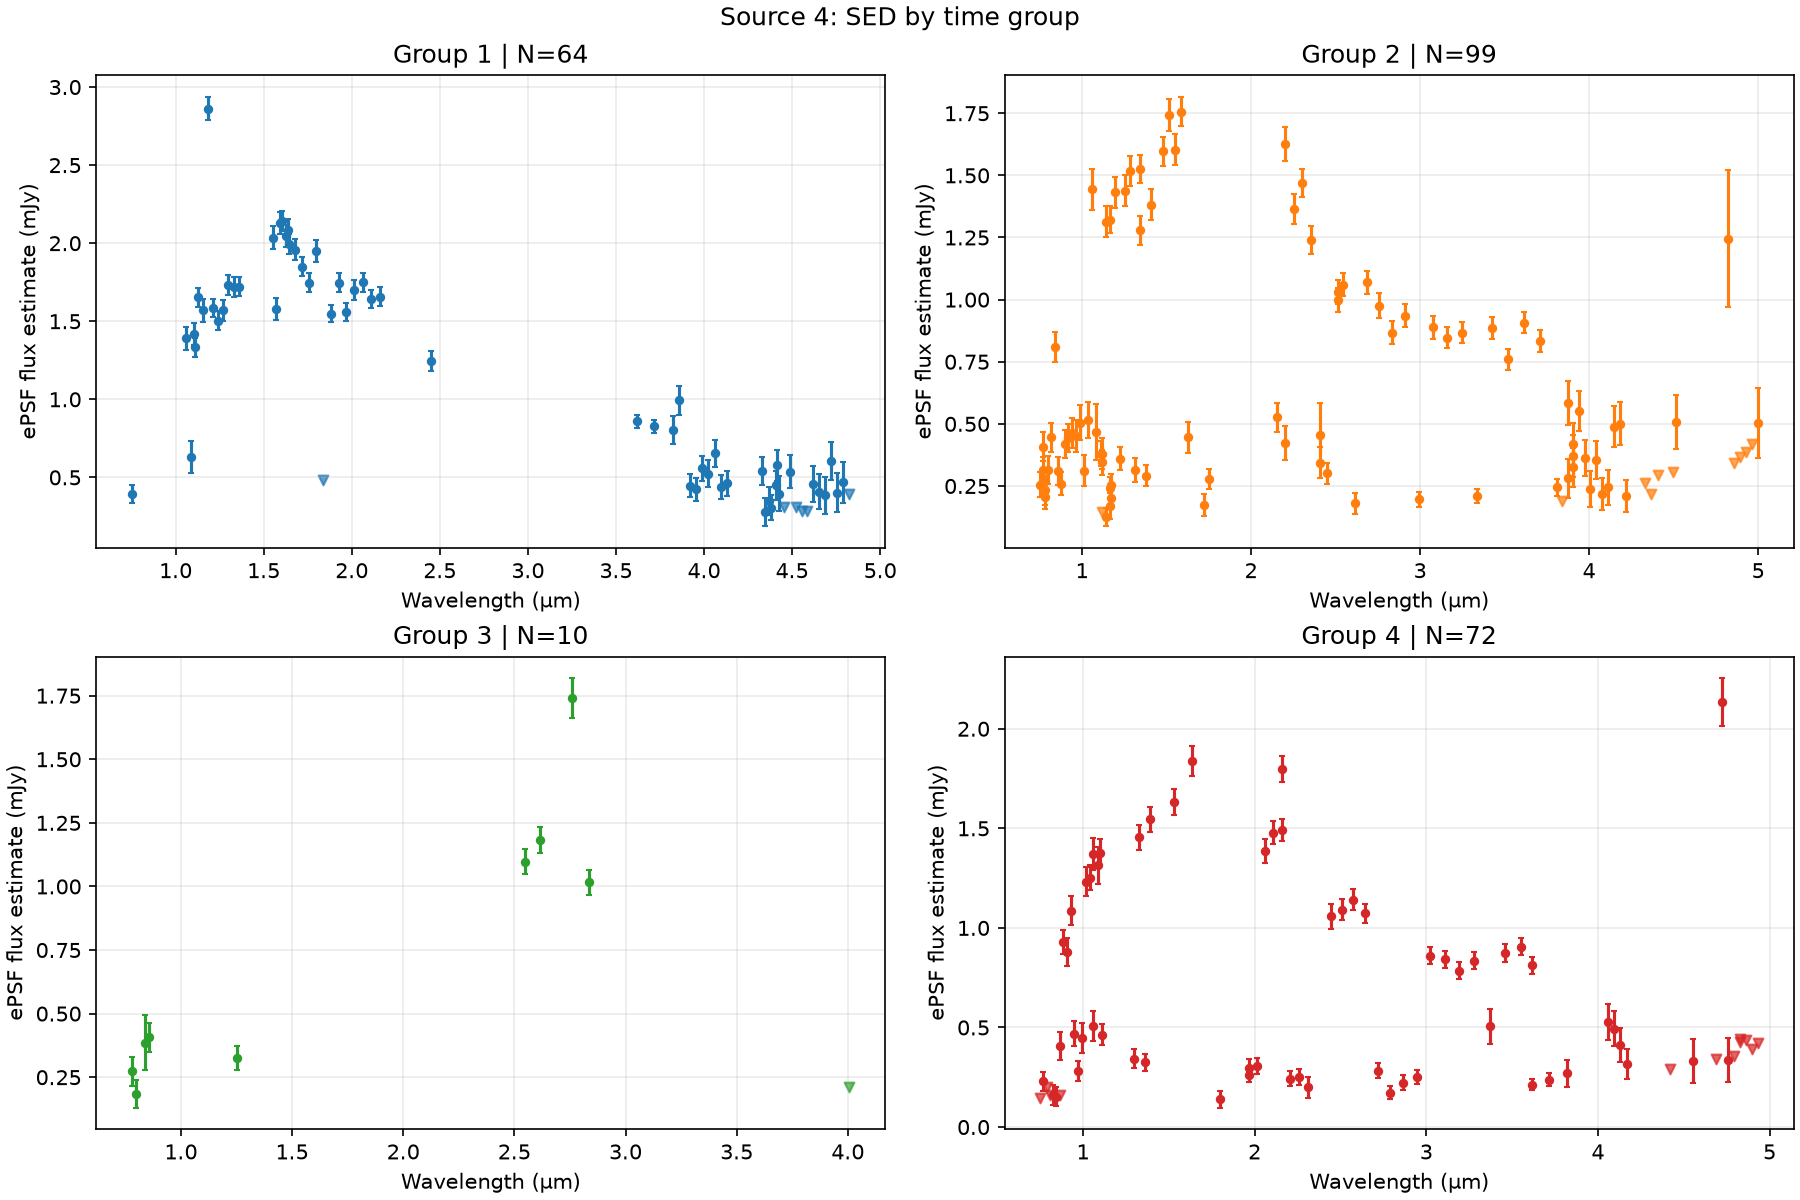 Source 4: SED by time group
Group 1 | N=64
ePSF flux estimate (mJy)
3.0
2.5
2.0
1.5
1.0
0.5
1.0 1.5 2.0 2.5 3.0 3.5 4.0 4.5 5.0
Wavelength (µm)
Group 2 | N=99
ePSF flux estimate (mJy)
1.75
1.50
1.25
1.00
0.75
0.50
0.25
1 2 3 4 5
Wavelength (µm)
Group 3 | N=10
ePSF flux estimate (mJy)
1.75
1.50
1.25
1.00
0.75
0.50
0.25
1.0 1.5 2.0 2.5 3.0 3.5 4.0
Wavelength (µm)
Group 4 | N=72
ePSF flux estimate (mJy)
2.0
1.5
1.0
0.5
0.0
1 2 3 4 5
Wavelength (µm)